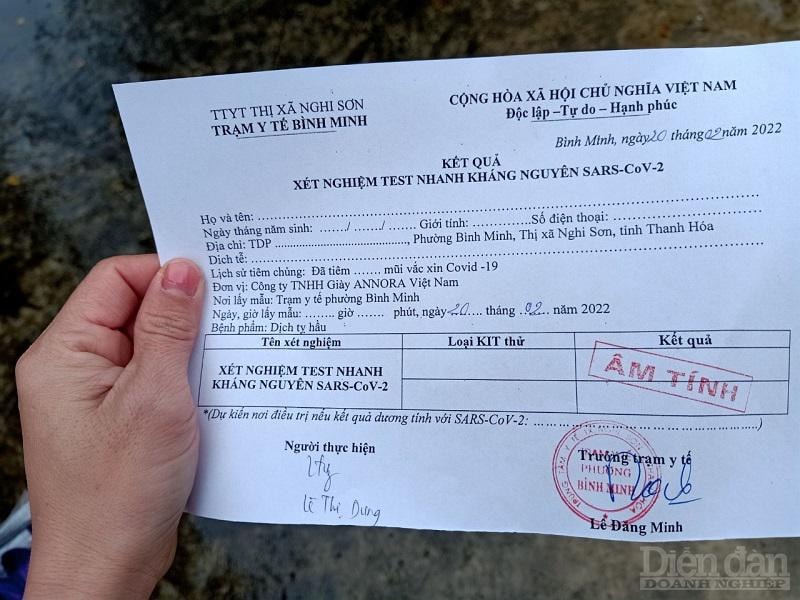 TTYT THỊ XÃ NGHI SƠN
TRẠM Y TẾ BÌNH MINH
CỘNG HÒA XÃ HỘI CHỦ NGHĨA VIỆT NAM
Độc lập –Tự do – Hạnh phúc
Bình Minh, ngày 20 tháng 02 năm 2022
KẾT QUẢ
XÉT NGHIỆM TEST NHANH KHÁNG NGUYÊN SARS-CoV-2
Họ và tên: ........................................
Ngày tháng năm sinh: ....../ ....../ ...... Giới tính: .............Số điện thoại: ....................
Địa chỉ: TDP ........................................, Phường Bình Minh, Thị xã Nghi Sơn, tỉnh Thanh Hóa
Dịch tễ: ........................................
Lịch sử tiêm chủng: Đã tiêm ....... mũi vắc xin Covid -19
Đơn vị: Công ty TNHH Giày ANNORA Việt Nam
Nơi lấy mẫu: Trạm y tế phường Bình Minh
Ngày, giờ lấy mẫu: ........ giờ ....... phút, ngày 20.... tháng .02.. năm 2022
Bệnh phẩm: Dịch tỵ hầu
Tên xét nghiệm Loại KIT thử Kết quả
XÉT NGHIỆM TEST NHANH
KHÁNG NGUYÊN SARS-CoV-2
ÂM TÍNH
*(Dự kiến nơi điều trị nếu kết quả dương tính với SARS-CoV-2: ........................................)
Người thực hiện
Lê Thị Dung
Trưởng trạm y tế
PHƯỜNG
BÌNH MINH
Lê Đăng Minh
Diễn đàn
DOANH NGHIỆP